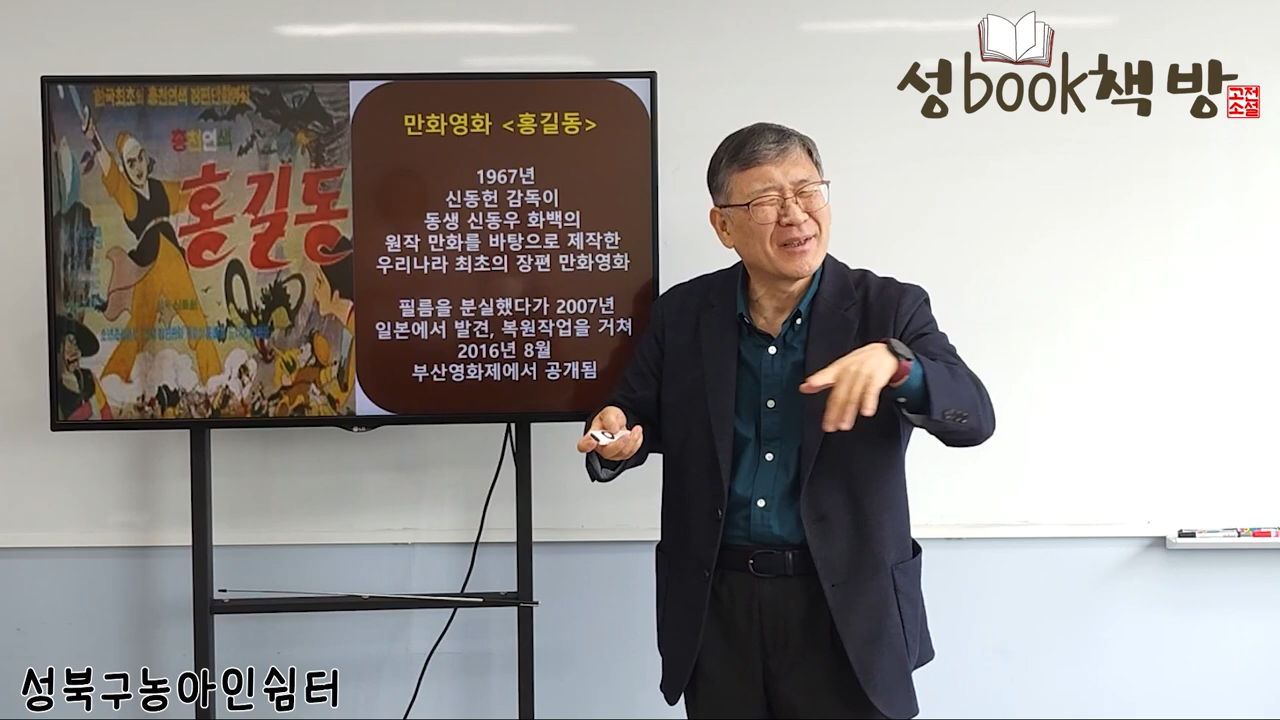 성book책방
고전
소설
한국최초의 총천연색 장편만화영화
총천연색
홍길동
만화영화 <홍길동>
1967년
신동헌 감독이
동생 신동우 화백의
원작 만화를 바탕으로 제작한
우리나라 최초의 장편 만화영화
필름을 분실했다가 2007년
일본에서 발견, 복원작업을 거쳐
2016년 8월
부산영화제에서 공개됨
LG
성북구농아인쉼터